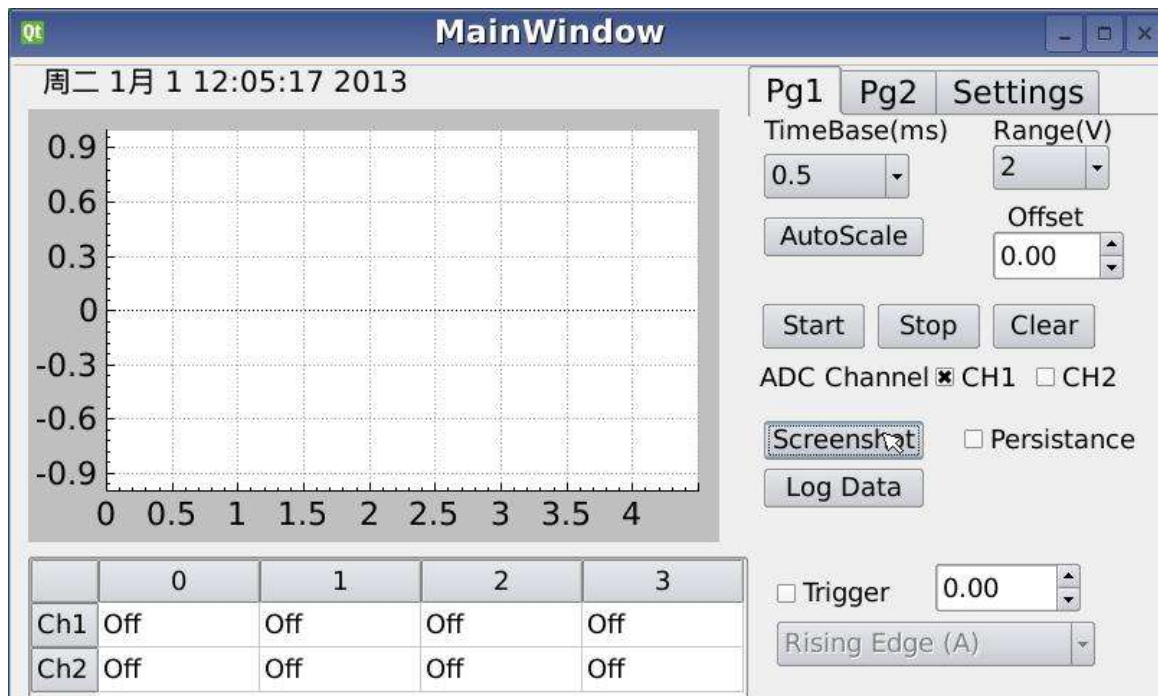 Qt MainWindow
周二 1月 1 12:05:17 2013
0.9
0.6
0.3
0
-0.3
-0.6
-0.9
0 0.5 1 1.5 2 2.5 3 3.5 4
0 1 2 3
Ch1 Off Off Off Off
Ch2 Off Off Off Off
Pg1 Pg2 Settings
TimeBase(ms) Range(V)
0.5 2
AutoScale Offset
0.00
Start Stop Clear
ADC Channel CH1 CH2
Screenshot Persistance
Log Data
Trigger 0.00
Rising Edge (A)